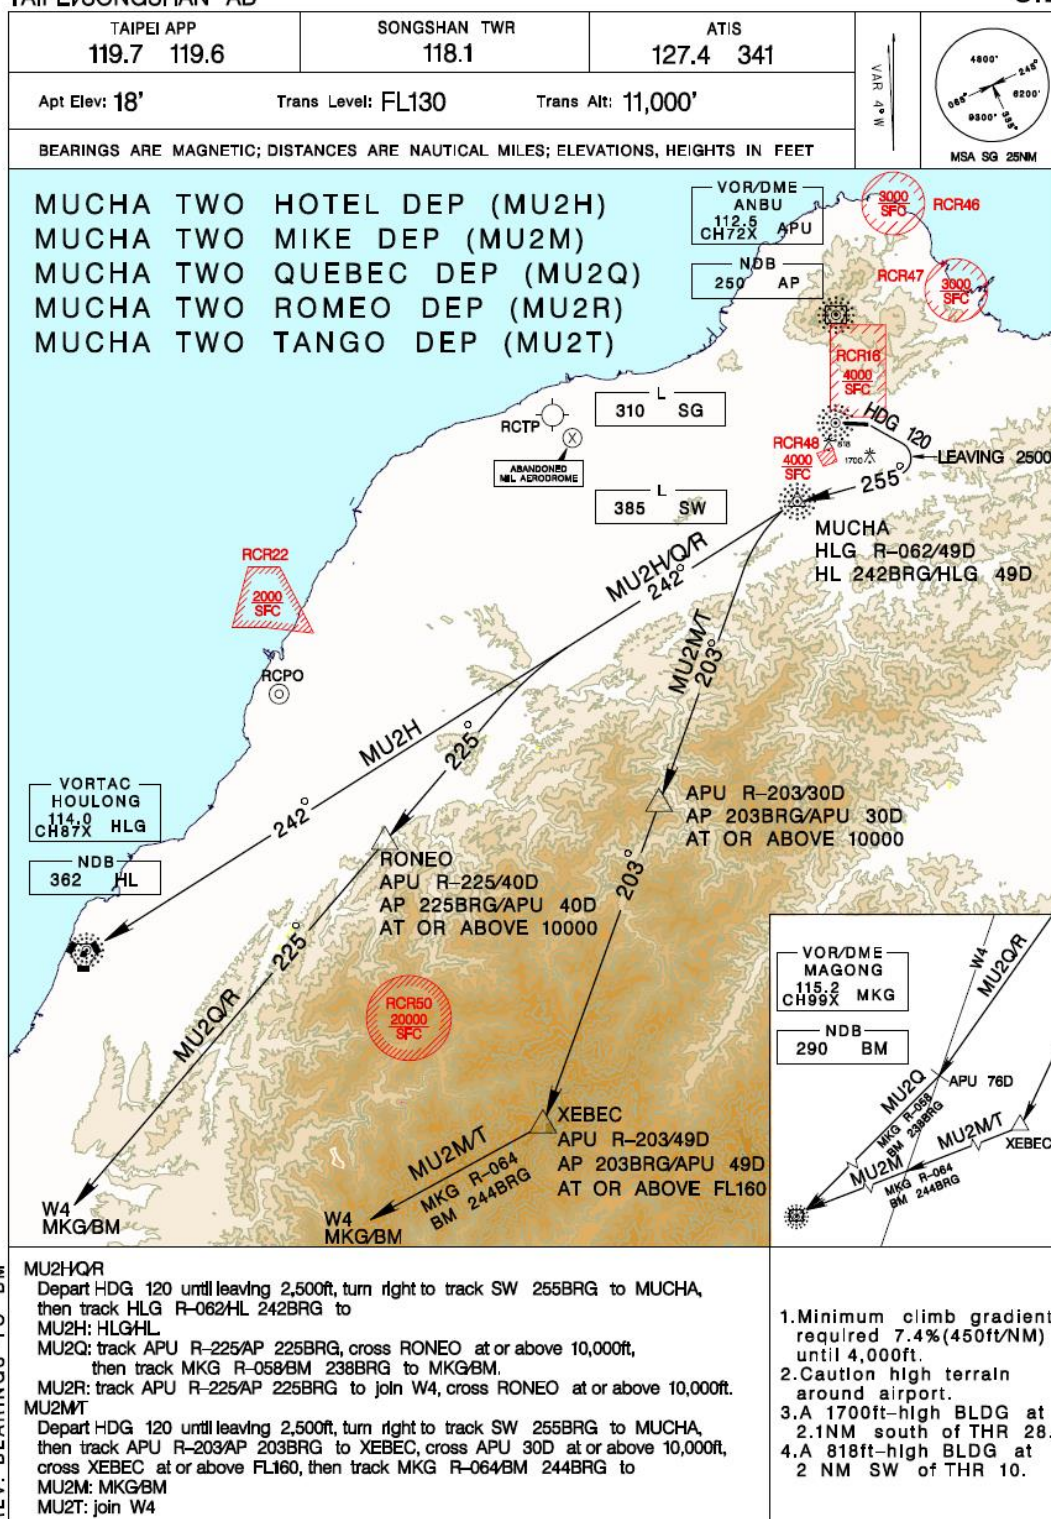 TAIPEI/SONGSHAN AB
TAIPEI APP
119.7 119.6
SONGSHAN TWR
118.1
ATIS
127.4 341
Apt Elev: 18'
Trans Level: FL130
Trans Alt: 11,000'
VAR 4°W
4800'
245°
065°
6200'
9300'
335°
MSA SG 25NM
BEARINGS ARE MAGNETIC; DISTANCES ARE NAUTICAL MILES; ELEVATIONS, HEIGHTS IN FEET
MUCHA TWO HOTEL DEP (MU2H)
MUCHA TWO MIKE DEP (MU2M)
MUCHA TWO QUEBEC DEP (MU2Q)
MUCHA TWO ROMEO DEP (MU2R)
MUCHA TWO TANGO DEP (MU2T)
VOR/DME
ANBU
112.5
CH72X APU
NDB
250 AP
3000
SFC
RCR46
RCR47
3000
SFC
RCR16
4000
SFC
L
310 SG
RCTP
X
ABANDONED
MIL AERODROME
HDG 120
RCR48
4000
SFC
818
1700
LEAVING 2500
255°
L
385 SW
MUCHA
HLG R-062/49D
HL 242BRG/HLG 49D
MU2H/Q/R
242°
MU2M/T
203°
RCR22
2000
SFC
RCPO
MU2H
225°
242°
VORTAC
HOULONG
114.0
CH87X HLG
NDB
362 HL
APU R-203/30D
AP 203BRG/APU 30D
AT OR ABOVE 10000
RONEO
APU R-225/40D
AP 225BRG/APU 40D
AT OR ABOVE 10000
203°
225°
MU2Q/R
RCR50
20000
SFC
XEBEC
APU R-203/49D
AP 203BRG/APU 49D
AT OR ABOVE FL160
MU2M/T
MKG R-064
BM 244BRG
W4
MKG/BM
W4
MKG/BM
VOR/DME
MAGONG
115.2
CH99X MKG
NDB
290 BM
W4
MU2Q/R
APU 76D
MU2Q
MKG R-058
BM 238BRG
MU2M/T
XEBEC
MU2M
MKG R-064
BM 244BRG
MU2H/Q/R
Depart HDG 120 until leaving 2,500ft, turn right to track SW 255BRG to MUCHA,
then track HLG R-062/HL 242BRG to
MU2H: HLG/HL.
MU2Q: track APU R-225/AP 225BRG, cross RONEO at or above 10,000ft,
then track MKG R-058/BM 238BRG to MKG/BM.
MU2R: track APU R-225/AP 225BRG to join W4, cross RONEO at or above 10,000ft.
MU2M/T
Depart HDG 120 until leaving 2,500ft, turn right to track SW 255BRG to MUCHA,
then track APU R-203/AP 203BRG to XEBEC, cross APU 30D at or above 10,000ft,
cross XEBEC at or above FL160, then track MKG R-064/BM 244BRG to
MU2M: MKG/BM
MU2T: join W4
1.Minimum climb gradient
required 7.4%(450ft/NM)
until 4,000ft.
2.Caution high terrain
around airport.
3.A 1700ft-high BLDG at
2.1NM south of THR 28.
4.A 818ft-high BLDG at
2 NM SW of THR 10.